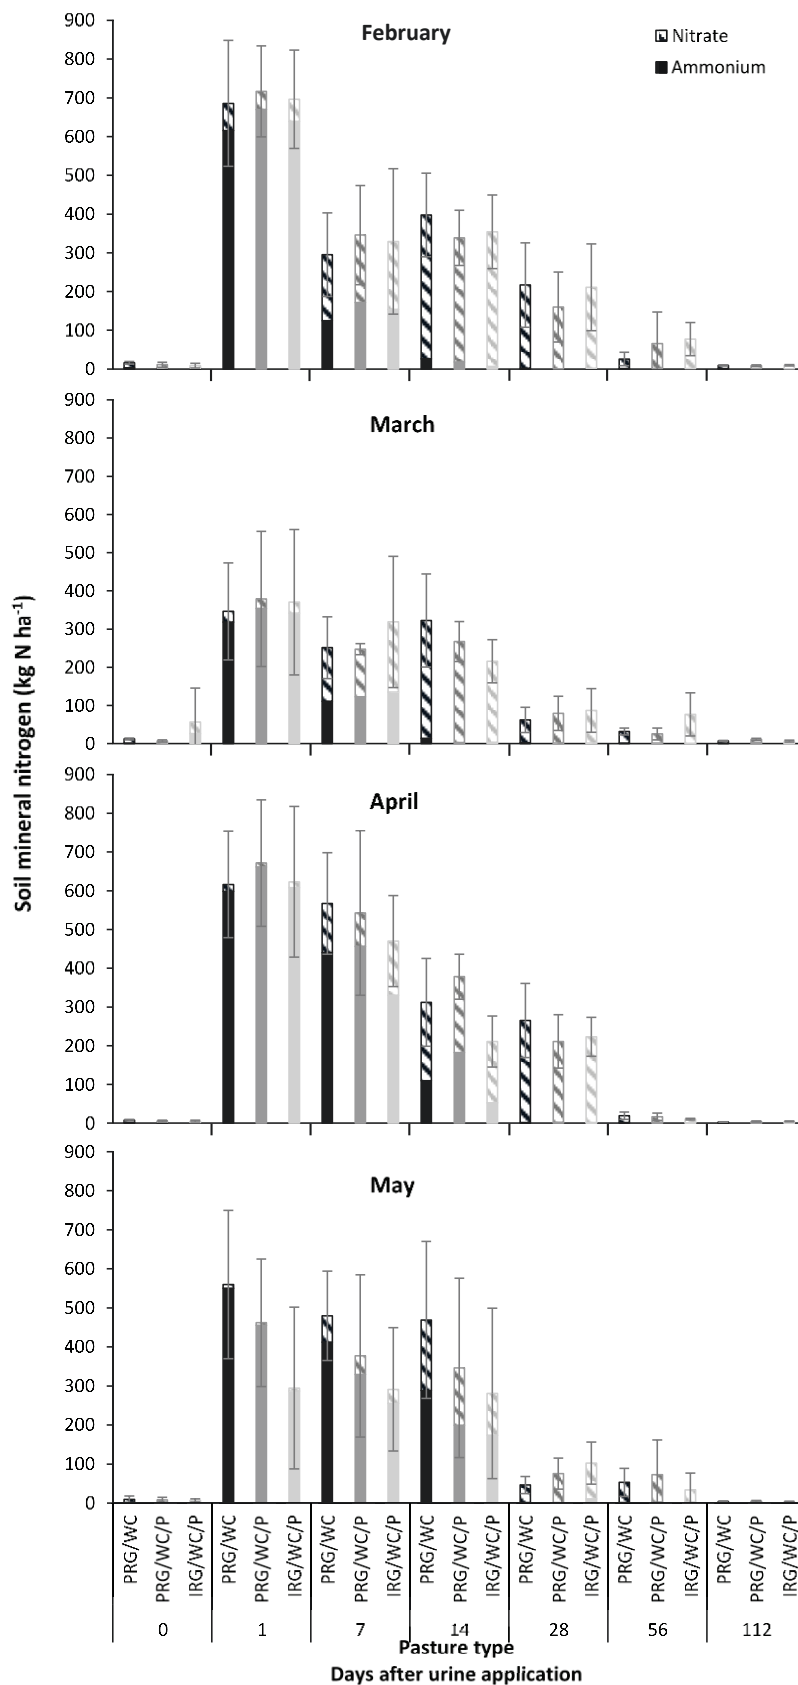 February
Nitrate
Ammonium
900
800
700
600
500
400
300
200
100
0
March
900
800
700
600
500
400
300
200
100
0
Soil mineral nitrogen (kg N ha⁻¹)
April
900
800
700
600
500
400
300
200
100
0
May
900
800
700
600
500
400
300
200
100
0
PRG/WC
PRG/WC/P
IRG/WC/P
PRG/WC
PRG/WC/P
IRG/WC/P
PRG/WC
PRG/WC/P
IRG/WC/P
PRG/WC
PRG/WC/P
IRG/WC/P
PRG/WC
PRG/WC/P
IRG/WC/P
PRG/WC
PRG/WC/P
IRG/WC/P
PRG/WC
PRG/WC/P
IRG/WC/P
0 1 7 14 28 56 112
Pasture type
Days after urine application